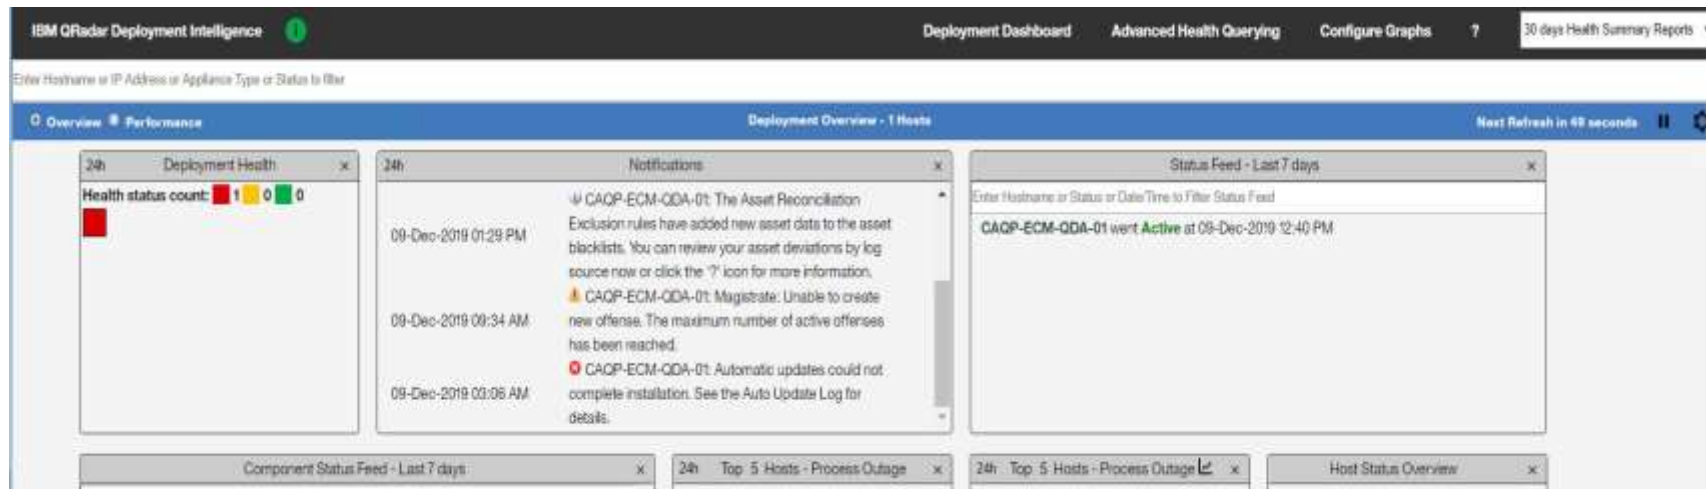 IBM QRadar Deployment Intelligence
Deployment Dashboard Advanced Health Querying Configure Graphs ? 30 days Health Summary Reports
Enter Hostname or IP Address or Appliance Type or Status to filter
Overview Performance Deployment Overview - 1 Hosts Next Refresh in 49 seconds
24h Deployment Health x
Health status count: 1 0 0
24h Notifications x
09-Dec-2019 01:29 PM
CAQP-ECM-QDA-01: The Asset Reconciliation
Exclusion rules have added new asset data to the asset
blacklists. You can review your asset deviations by log
source now or click the '?' icon for more information.
09-Dec-2019 09:34 AM
CAQP-ECM-QDA-01: Magistrate: Unable to create
new offense. The maximum number of active offenses
has been reached.
09-Dec-2019 03:06 AM
CAQP-ECM-QDA-01: Automatic updates could not
complete installation. See the Auto Update Log for
details.
Status Feed - Last 7 days x
Enter Hostname or Status or Date/Time to Filter Status Feed
CAQP-ECM-QDA-01 went Active at 09-Dec-2019 12:40 PM
Component Status Feed - Last 7 days x
24h Top 5 Hosts - Process Outage x
24h Top 5 Hosts - Process Outage x
Host Status Overview x